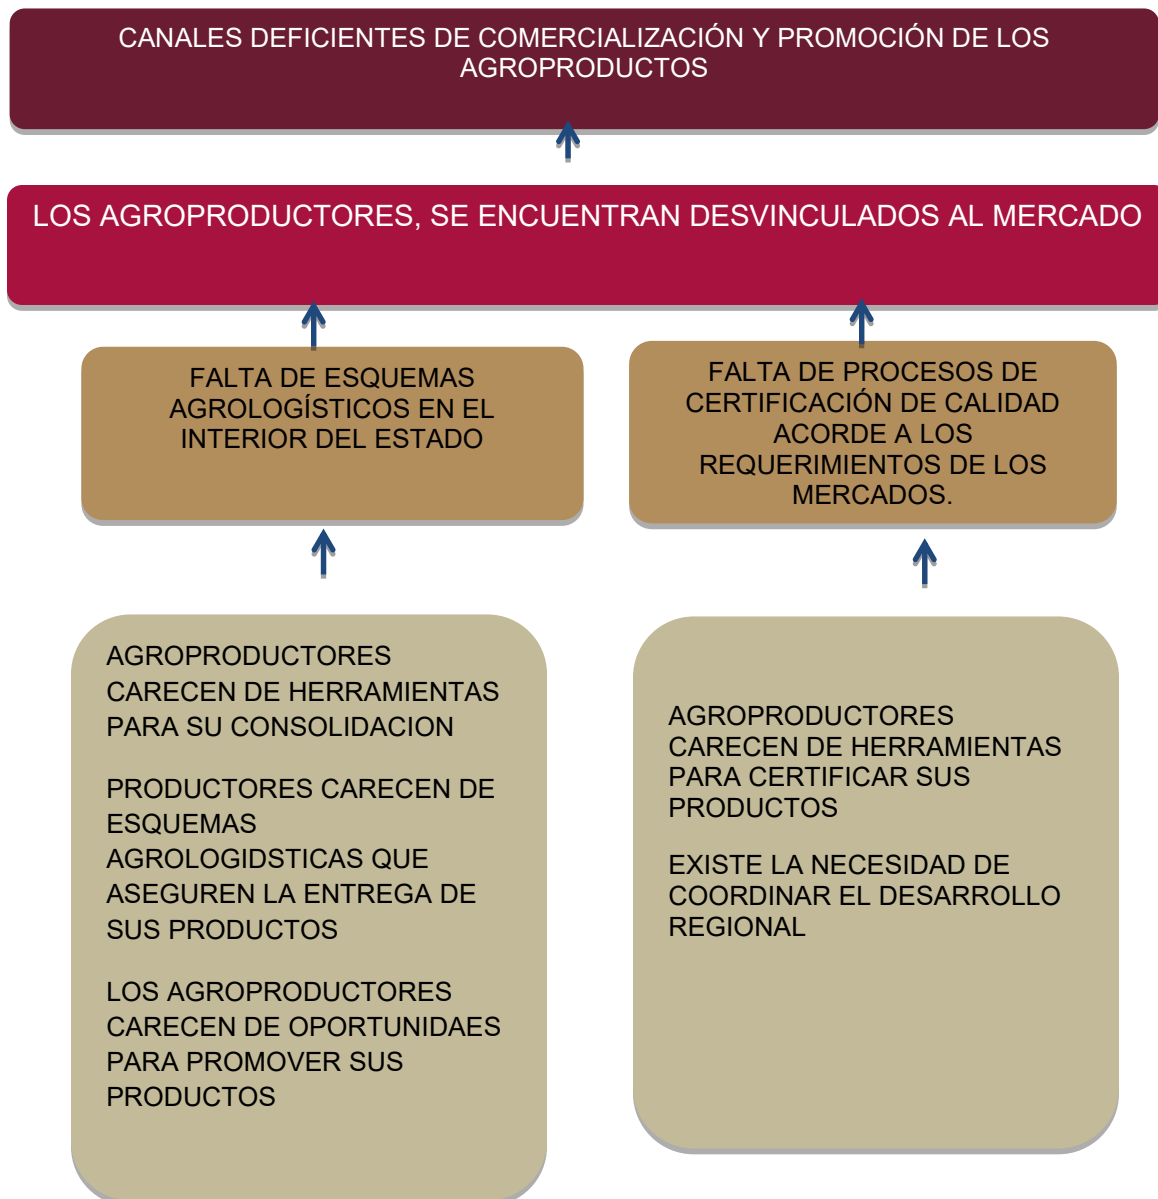 CANALES DEFICIENTES DE COMERCIALIZACIÓN Y PROMOCIÓN DE LOS
AGROPRODUCTOS
LOS AGROPRODUCTORES, SE ENCUENTRAN DESVINCULADOS AL MERCADO
FALTA DE ESQUEMAS
AGROLOGÍSTICOS EN EL
INTERIOR DEL ESTADO
FALTA DE PROCESOS DE
CERTIFICACIÓN DE CALIDAD
ACORDE A LOS
REQUERIMIENTOS DE LOS
MERCADOS.
AGROPRODUCTORES
CARECEN DE HERRAMIENTAS
PARA SU CONSOLIDACION
PRODUCTORES CARECEN DE
ESQUEMAS
AGROLOGIDSTICAS QUE
ASEGUREN LA ENTREGA DE
SUS PRODUCTOS
LOS AGROPRODUCTORES
CARECEN DE OPORTUNIDAES
PARA PROMOVER SUS
PRODUCTOS
AGROPRODUCTORES
CARECEN DE HERRAMIENTAS
PARA CERTIFICAR SUS
PRODUCTOS
EXISTE LA NECESIDAD DE
COORDINAR EL DESARROLLO
REGIONAL